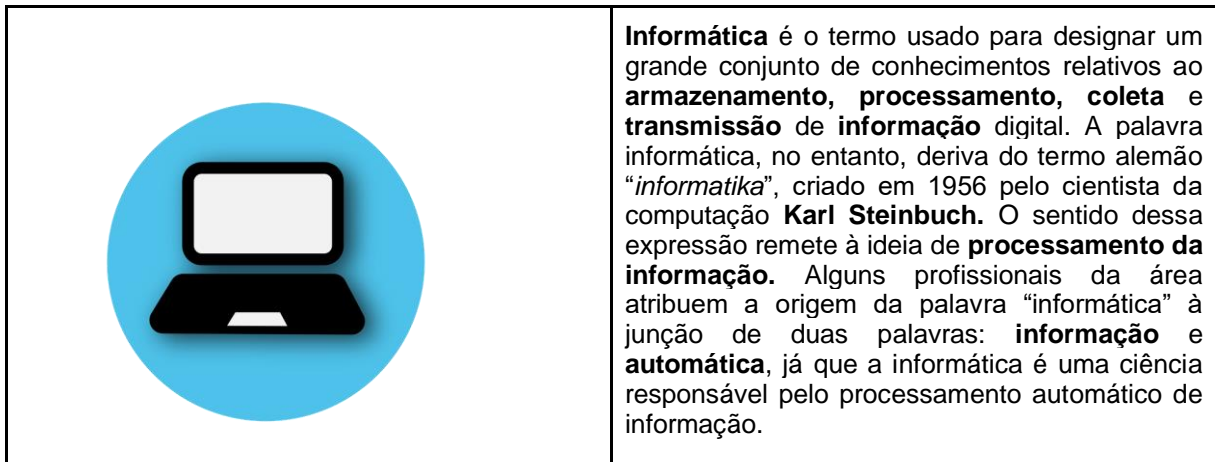 Informática é o termo usado para designar um
grande conjunto de conhecimentos relativos ao
armazenamento, processamento, coleta e
transmissão de informação digital. A palavra
informática, no entanto, deriva do termo alemão
“informatika”, criado em 1956 pelo cientista da
computação Karl Steinbuch. O sentido dessa
expressão remete à ideia de processamento da
informação. Alguns profissionais da área
atribuem a origem da palavra “informática” à
junção de duas palavras: informação e
automática, já que a informática é uma ciência
responsável pelo processamento automático de
informação.